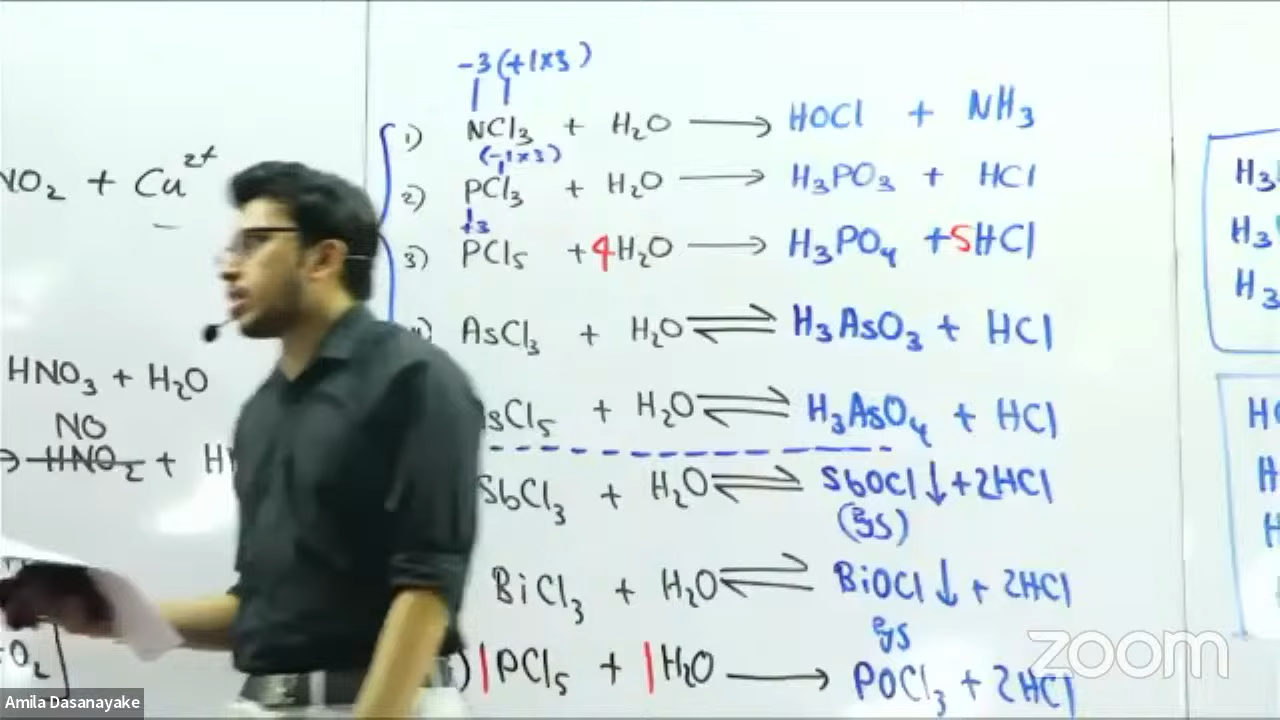 -3 (+1×3)
1) NCl₃ + H₂O ⟶ HOCl + NH₃
(-1×3)
2) PCl₃ + H₂O ⟶ H₃PO₃ + HCl
+3
3) PCl₅ + 4H₂O ⟶ H₃PO₄ + 5HCl
AsCl₃ + H₂O ⇌ H₃AsO₃ + HCl
AsCl₅ + H₂O ⇌ H₃AsO₄ + HCl
SbCl₃ + H₂O ⇌ SbOCl↓ + 2HCl
BiCl₃ + H₂O ⇌ BiOCl↓ + 2HCl
) 1PCl₅ + 1H₂O ⟶ POCl₃ + 2HCl
NO₂ + Cu²⁺
HNO₃ + H₂O
NO
HNO₂ + H
O₂
H₃
H₃
H₃
H
H
H
zoom
Amila Dasanayake